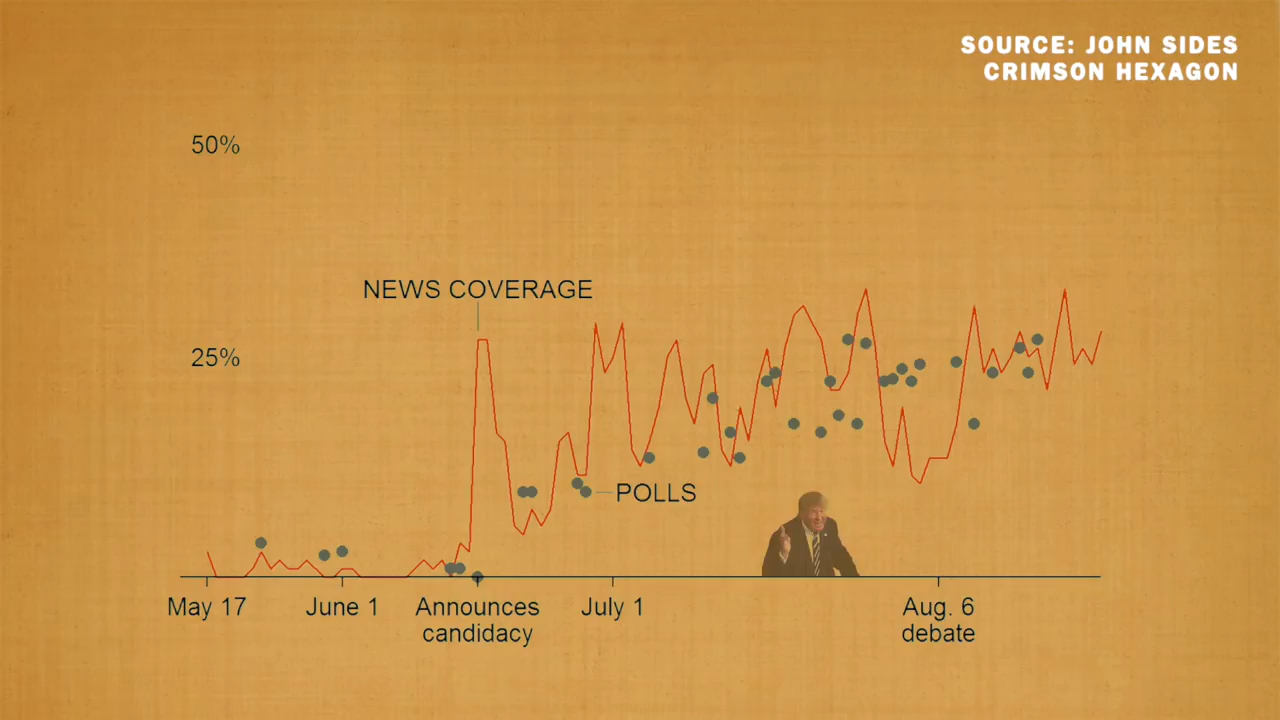 SOURCE: JOHN SIDES
CRIMSON HEXAGON
50%
NEWS COVERAGE
25%
POLLS
May 17
June 1
Announces
candidacy
July 1
Aug. 6
debate